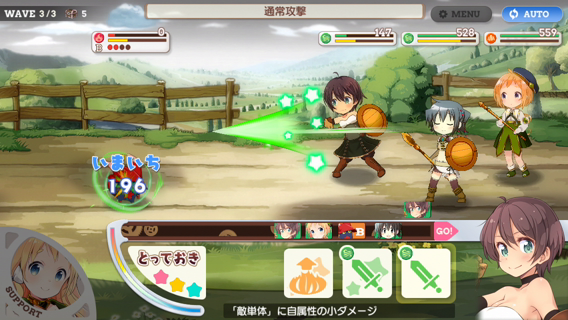 WAVE 3/3 5
通常攻撃
MENU
AUTO
0
B
147
528
559
いまいち
196
B
GO!
とっておき
SUPPORT
「敵単体」に自属性の小ダメージ